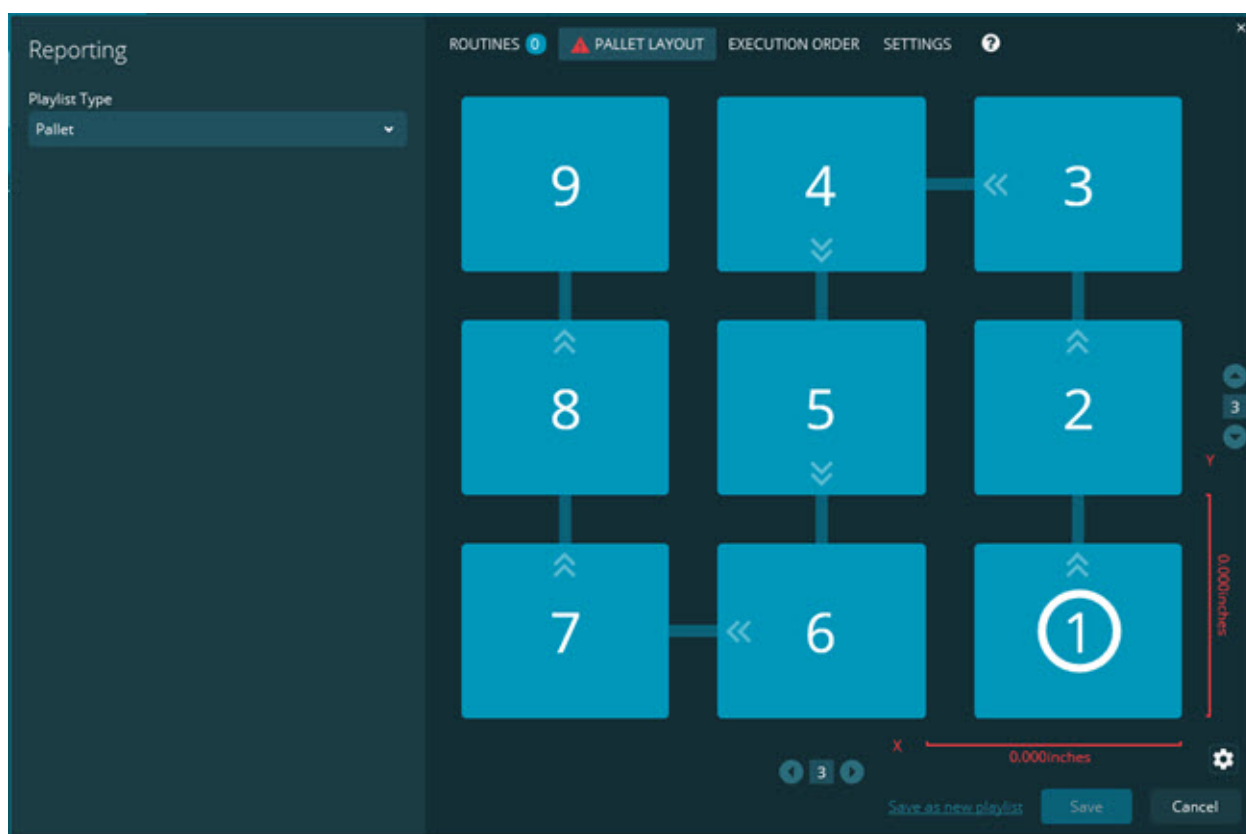 Reporting
Playlist Type
Pallet
ROUTINES 0 PALLET LAYOUT EXECUTION ORDER SETTINGS ?
9 4 3
8 5 2
7 6 1
3
Y
0.000inches
X
0.000inches
3
Save as new playlist Save Cancel